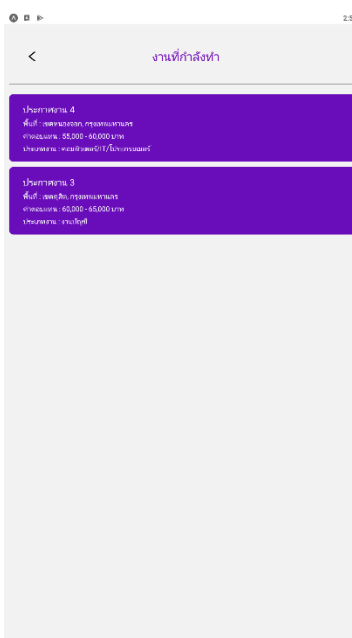 2:5
งานที่กำลังทำ
ประกาศงาน 4
พื้นที่ : เขตหนองจอก, กรุงเทพมหานคร
ค่าตอบแทน : 55,000 - 60,000 บาท
ประเภทงาน : คอมพิวเตอร์/IT/โปรแกรมเมอร์
ประกาศงาน 3
พื้นที่ : เขตดุสิต, กรุงเทพมหานคร
ค่าตอบแทน : 60,000 - 65,000 บาท
ประเภทงาน : งานบัญชี